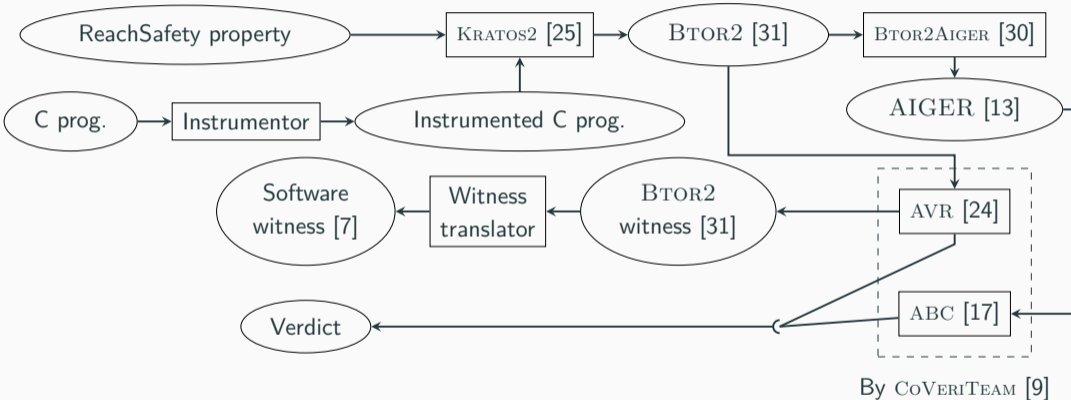 ReachSafety property
KRATOS2 [25]
BTOR2 [31]
BTOR2AIGER [30]
C prog.
Instrumentor
Instrumented C prog.
AIGER [13]
Software
witness [7]
Witness
translator
BTOR2
witness [31]
AVR [24]
Verdict
ABC [17]
By COVERITEAM [9]